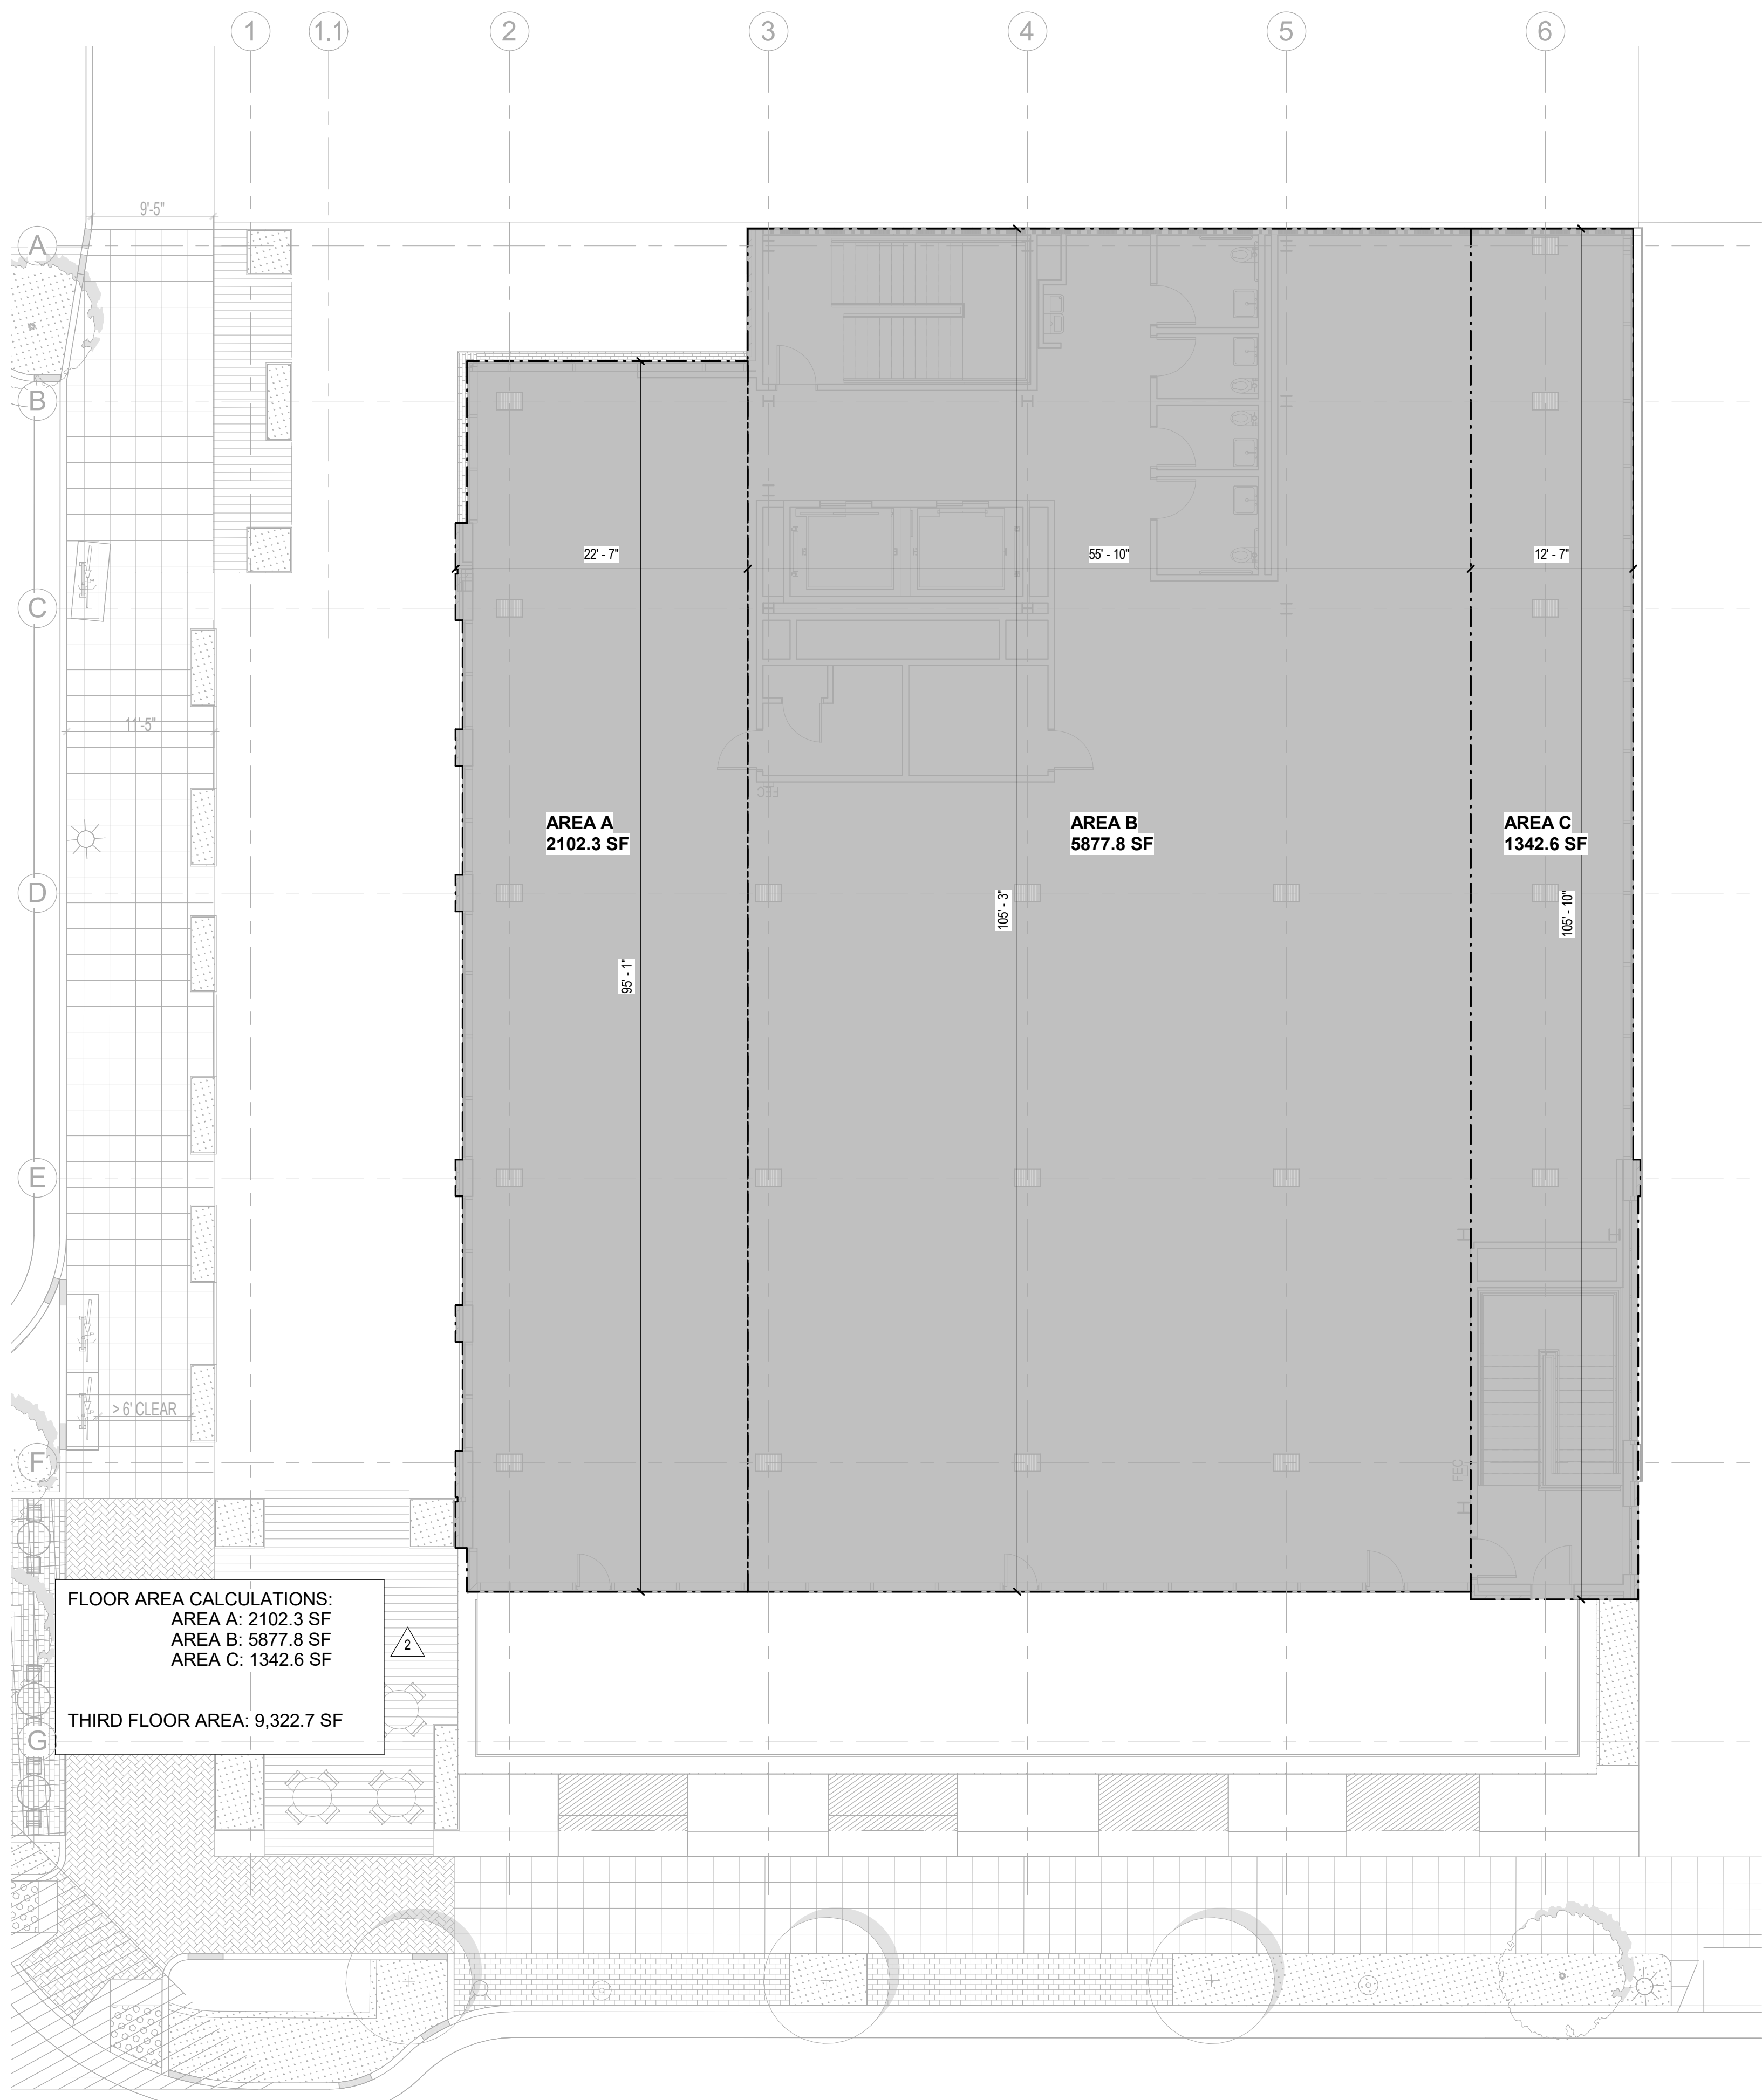 1
1.1
2
3
4
5
6
9'-5"
A
B
22' - 7"
55' - 10"
12' - 7"
C
11'-5"
FEC
AREA A
2102.3 SF
AREA B
5877.8 SF
AREA C
1342.6 SF
D
105' - 3"
105' - 10"
95' - 1"
E
> 6' CLEAR
F
FEC
FLOOR AREA CALCULATIONS:
AREA A: 2102.3 SF
AREA B: 5877.8 SF
AREA C: 1342.6 SF
THIRD FLOOR AREA: 9,322.7 SF
2
G